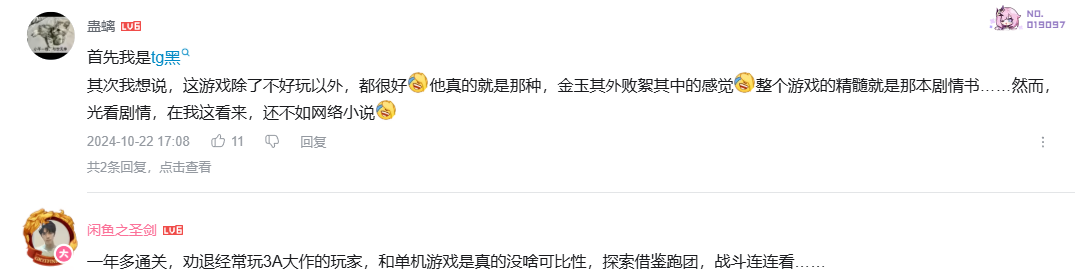 蛊螭 LV6
NO.
019097
首先我是tg黑
其次我想说，这游戏除了不好玩以外，都很好他真的就是那种，金玉其外败絮其中的感觉整个游戏的精髓就是那本剧情书……然而，
光看剧情，在我这看来，还不如网络小说
2024-10-22 17:08 11 回复
共2条回复，点击查看
闲鱼之圣剑 LV6
大
一年多通关，劝退经常玩3A大作的玩家，和单机游戏是真的没啥可比性，探索借鉴跑团，战斗连连看……